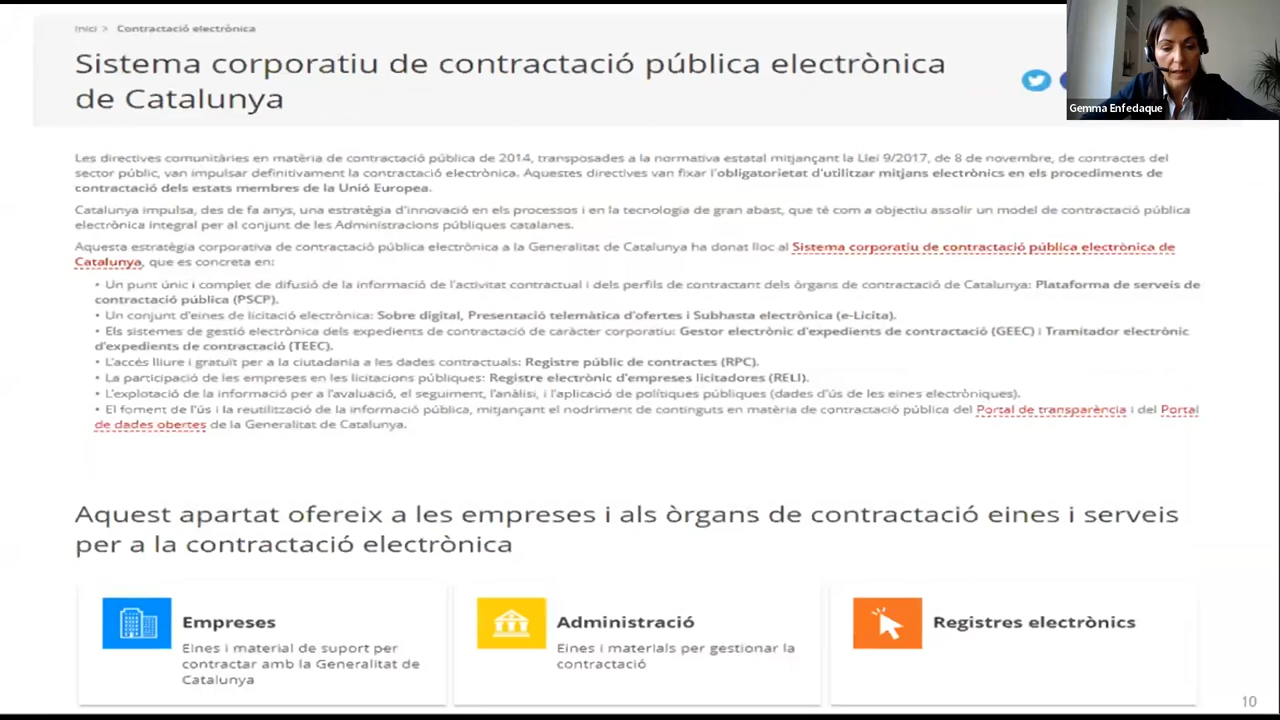 Inici > Contractació electrònica
Sistema corporatiu de contractació pública electrònica
de Catalunya
Gemma Enfedaque
Les directives comunitàries en matèria de contractació pública de 2014, transposades a la normativa estatal mitjançant la Llei 9/2017, de 8 de novembre, de contractes del
sector públic, van impulsar definitivament la contractació electrònica. Aquestes directives van fixar l'obligatorietat d'utilitzar mitjans electrònics en els procediments de
contractació dels estats membres de la Unió Europea.
Catalunya impulsa, des de fa anys, una estratègia d'innovació en els processos i en la tecnologia de gran abast, que té com a objectiu assolir un model de contractació pública
electrònica integral per al conjunt de les Administracions públiques catalanes.
Aquesta estratègia corporativa de contractació pública electrònica a la Generalitat de Catalunya ha donat lloc al Sistema corporatiu de contractació pública electrònica de
Catalunya, que es concreta en:
• Un punt únic i complet de difusió de la informació de l'activitat contractual i dels perfils de contractant dels òrgans de contractació de Catalunya: Plataforma de serveis de
contractació pública (PSCP).
• Un conjunt d'eines de licitació electrònica: Sobre digital, Presentació telemàtica d'ofertes i Subhasta electrònica (e-Licita).
• Els sistemes de gestió electrònica dels expedients de contractació de caràcter corporatiu: Gestor electrònic d'expedients de contractació (GEEC) i Tramitador electrònic
d'expedients de contractació (TEEC).
• L'accés lliure i gratuït per a la ciutadania a les dades contractuals: Registre públic de contractes (RPC).
• La participació de les empreses en les licitacions públiques: Registre electrònic d'empreses licitadores (RELI).
• L'explotació de la informació per a l'avaluació, el seguiment, l'anàlisi, i l'aplicació de polítiques públiques (dades d'ús de les eines electròniques).
• El foment de l'ús i la reutilització de la informació pública, mitjançant el nodriment de continguts en matèria de contractació pública del Portal de transparència i del Portal
de dades obertes de la Generalitat de Catalunya.
Aquest apartat ofereix a les empreses i als òrgans de contractació eines i serveis
per a la contractació electrònica
Empreses
Eines i material de suport per
contractar amb la Generalitat de
Catalunya
Administració
Eines i materials per gestionar la
contractació
Registres electrònics
10